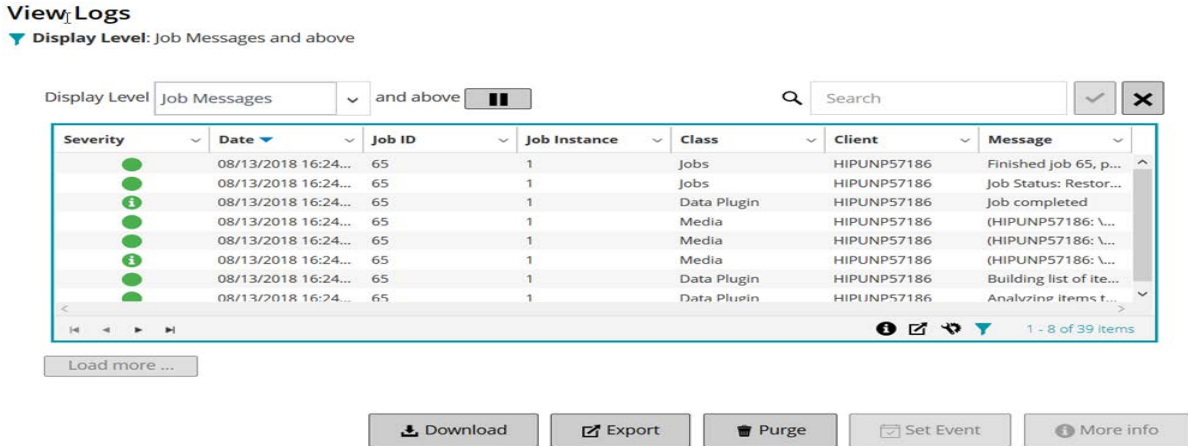 View Logs
Display Level: Job Messages and above
Display Level Job Messages and above Search
Severity Date Job ID Job Instance Class Client Message
08/13/2018 16:24... 65 1 Jobs HIPUNP57186 Finished job 65, p...
08/13/2018 16:24... 65 1 Jobs HIPUNP57186 Job Status: Restor...
08/13/2018 16:24... 65 1 Data Plugin HIPUNP57186 Job completed
08/13/2018 16:24... 65 1 Media HIPUNP57186 (HIPUNP57186: \...
08/13/2018 16:24... 65 1 Media HIPUNP57186 (HIPUNP57186: \...
08/13/2018 16:24... 65 1 Media HIPUNP57186 (HIPUNP57186: \...
08/13/2018 16:24... 65 1 Data Plugin HIPUNP57186 Building list of ite...
08/13/2018 16:24... 65 1 Data Plugin HIPUNP57186 Analyzing items t...
1 - 8 of 39 items
Load more ...
Download Export Purge Set Event More info